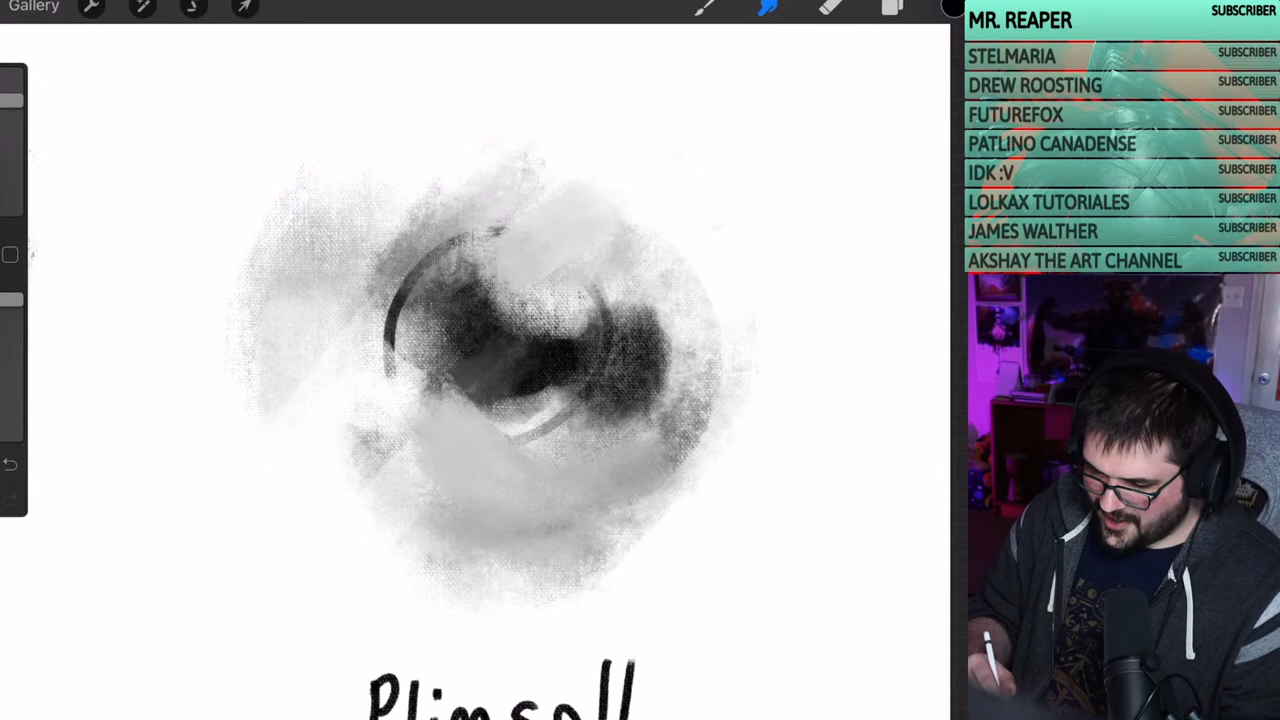 Gallery
MR. REAPER SUBSCRIBER
STELMARIA SUBSCRIBER
DREW ROOSTING SUBSCRIBER
FUTUREFOX SUBSCRIBER
PATLINO CANADENSE SUBSCRIBER
IDK :V SUBSCRIBER
LOLKAX TUTORIALES SUBSCRIBER
JAMES WALTHER SUBSCRIBER
AKSHAY THE ART CHANNEL SUBSCRIBER
Plimsoll